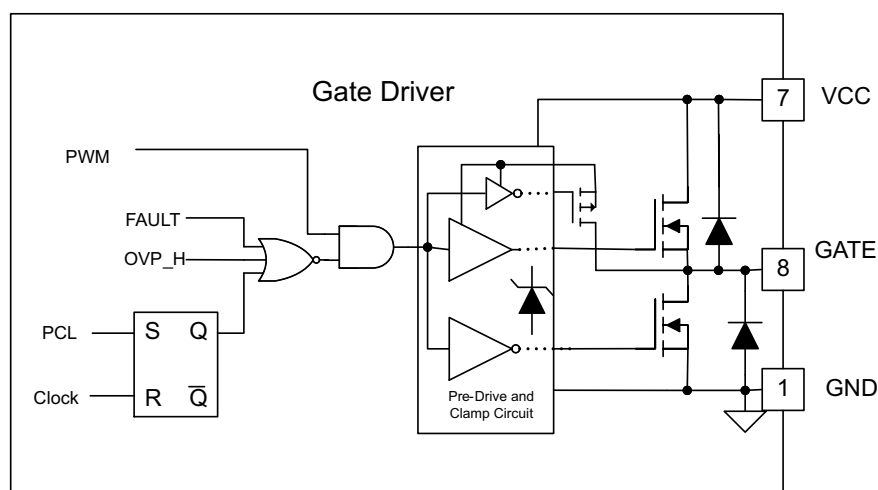 Gate Driver
7
VCC
PWM
FAULT
OVP_H
GATE
8
PCL
S Q
Clock
R Q̅
Pre-Drive and
Clamp Circuit
1
GND